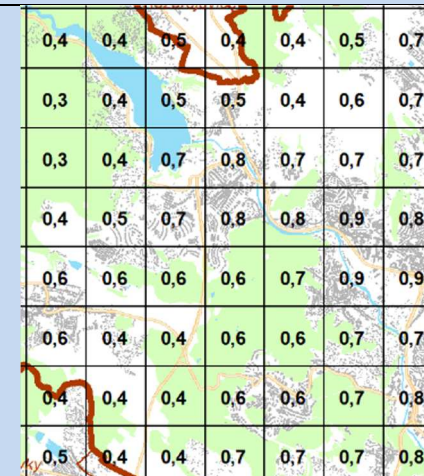 0,4 0,4 0,5 0,4 0,4 0,5 0,7
0,3 0,4 0,5 0,5 0,4 0,6 0,7
0,3 0,4 0,7 0,8 0,7 0,7 0,7
0,4 0,5 0,7 0,8 0,8 0,9 0,8
0,6 0,6 0,6 0,6 0,7 0,9 0,9
0,6 0,4 0,4 0,6 0,6 0,7 0,7
0,4 0,4 0,4 0,6 0,6 0,7 0,8
0,5 0,4 0,4 0,7 0,7 0,7 0,8
ky